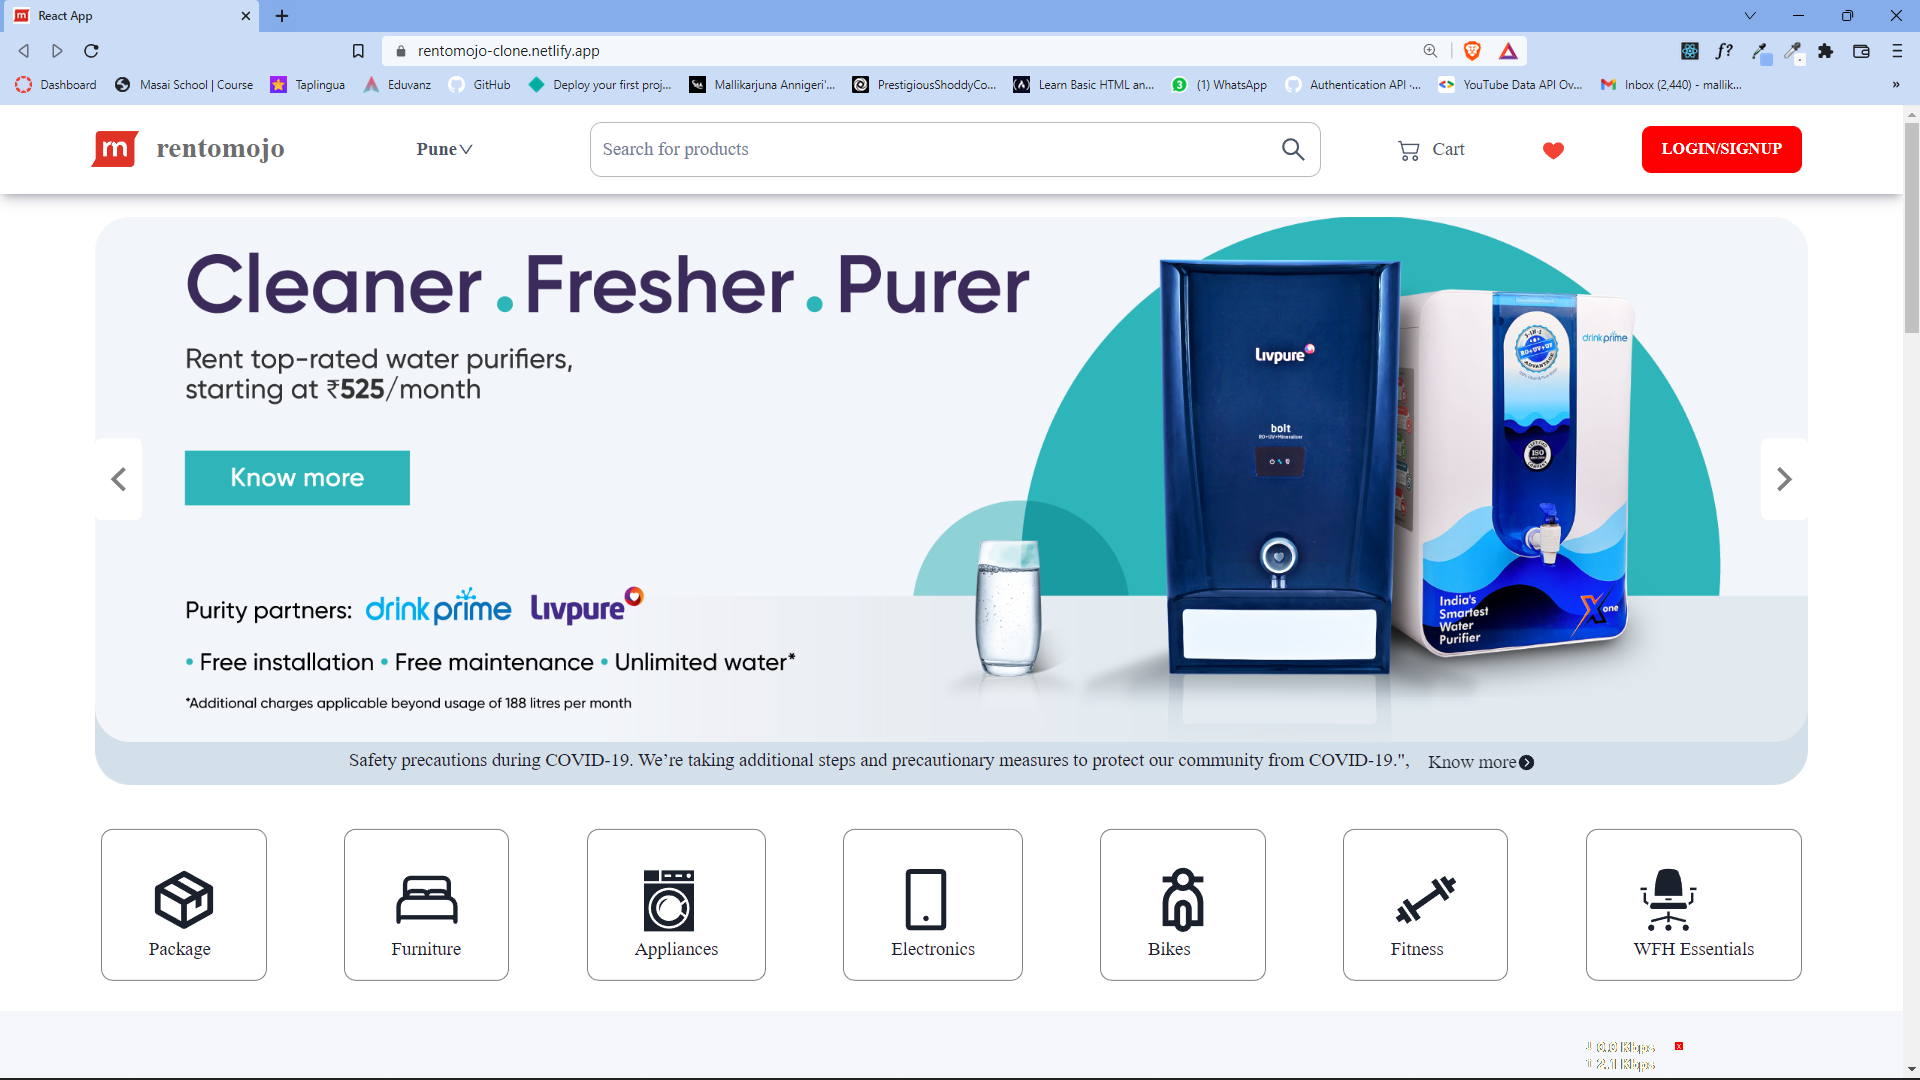 React App
rentomojo-clone.netlify.app
f?
Dashboard
Masai School | Course
Taplingua
Eduvanz
GitHub
Deploy your first proj...
Mallikarjuna Annigeri'...
PrestigiousShoddyCo...
Learn Basic HTML an...
(1) WhatsApp
Authentication API ·...
YouTube Data API Ov...
Inbox (2,440) - mallik...
»
m rentomojo
Pune
Search for products
Cart
LOGIN/SIGNUP
Cleaner.Fresher.Purer
Rent top-rated water purifiers,
starting at ₹525/month
Know more
Purity partners: drinkprime Livpure
• Free installation • Free maintenance • Unlimited water*
*Additional charges applicable beyond usage of 188 litres per month
Livpure
bolt
RO+UV+Mineraliser
drinkprime
ISO
India's
Smartest
Water
Purifier
X one
Safety precautions during COVID-19. We’re taking additional steps and precautionary measures to protect our community from COVID-19.",
Know more
Package
Furniture
Appliances
Electronics
Bikes
Fitness
WFH Essentials
0.0 Kbps
2.1 Kbps